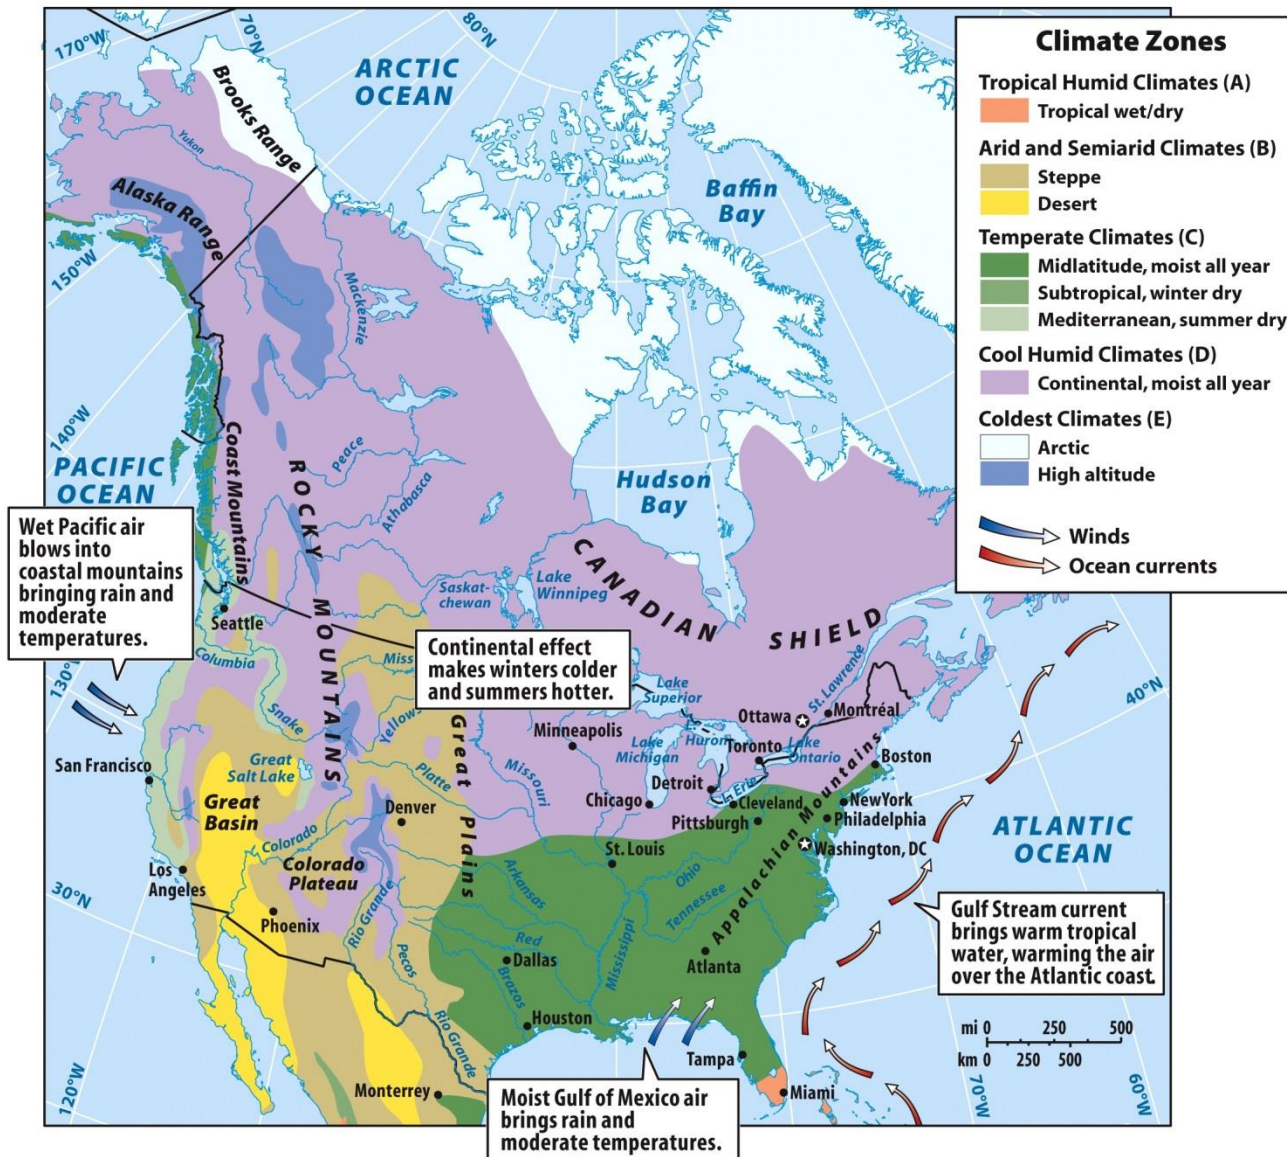 170°W
70°N
80°N
ARCTIC
OCEAN
Brooks Range
Yukon
Alaska Range
150°W
Mackenzie
Baffin
Bay
140°W
PACIFIC
OCEAN
Coast Mountains
ROCKY MOUNTAINS
Peace
Athabasca
Hudson
Bay
Wet Pacific air
blows into
coastal mountains
bringing rain and
moderate
temperatures.
Saskat-
chewan
Lake
Winnipeg
CANADIAN SHIELD
Seattle
Columbia
130°W
Continental effect
makes winters colder
and summers hotter.
Miss
Snake
Yellows
Great Plains
Lake
Superior
St. Lawrence
Ottawa
Montréal
40°N
Minneapolis
Lake
Michigan
Huron
Toronto
Lake
Ontario
Boston
San Francisco
Great
Salt Lake
Platte
Missouri
Detroit
L. Erie
Chicago
Cleveland
New York
Pittsburgh
Philadelphia
Great
Basin
Denver
Colorado
St. Louis
Washington, DC
ATLANTIC
OCEAN
Los
Angeles
Colorado
Plateau
Arkansas
Ohio
Tennessee
Appalachian Mountains
30°N
Phoenix
Rio Grande
Pecos
Red
Dallas
Brazos
Mississippi
Atlanta
Gulf Stream current
brings warm tropical
water, warming the air
over the Atlantic coast.
Houston
Rio Grande
Tampa
mi 0 250 500
km 0 250 500
120°W
Monterrey
Moist Gulf of Mexico air
brings rain and
moderate temperatures.
Miami
70°W
60°W
Climate Zones
Tropical Humid Climates (A)
Tropical wet/dry
Arid and Semiarid Climates (B)
Steppe
Desert
Temperate Climates (C)
Midlatitude, moist all year
Subtropical, winter dry
Mediterranean, summer dry
Cool Humid Climates (D)
Continental, moist all year
Coldest Climates (E)
Arctic
High altitude
Winds
Ocean currents